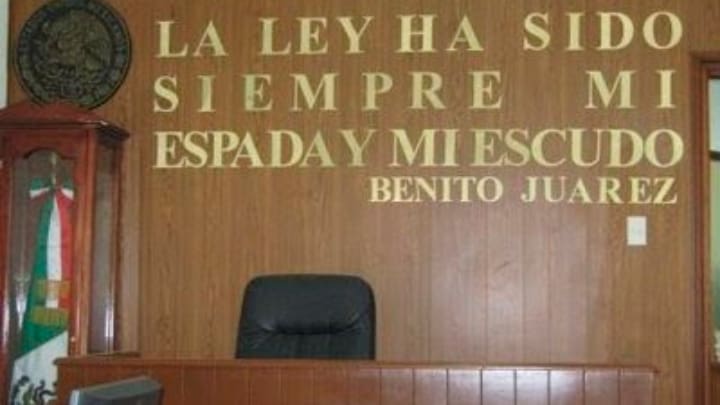 LA LEY HA SIDO
SIEMPRE MI
ESPADA Y MI ESCUDO
BENITO JUAREZ